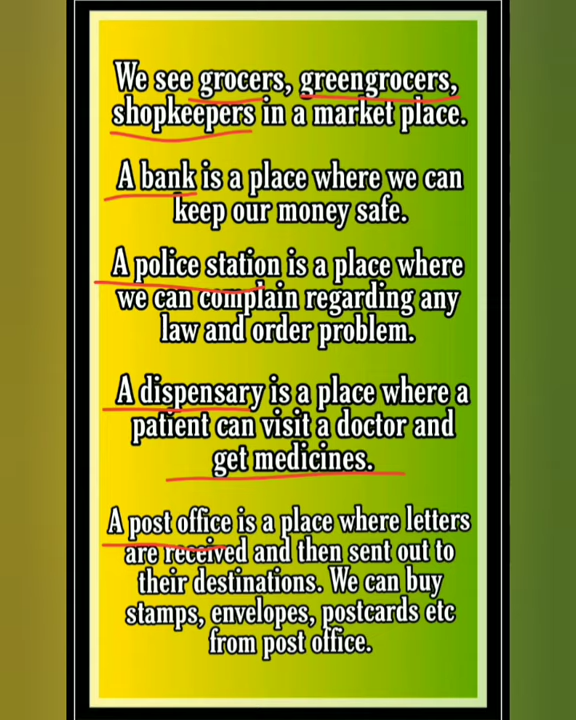 We see grocers, greengrocers,
shopkeepers in a market place.
A bank is a place where we can
keep our money safe.
A police station is a place where
we can complain regarding any
law and order problem.
A dispensary is a place where a
patient can visit a doctor and
get medicines.
A post office is a place where letters
are received and then sent out to
their destinations. We can buy
stamps, envelopes, postcards etc
from post office.